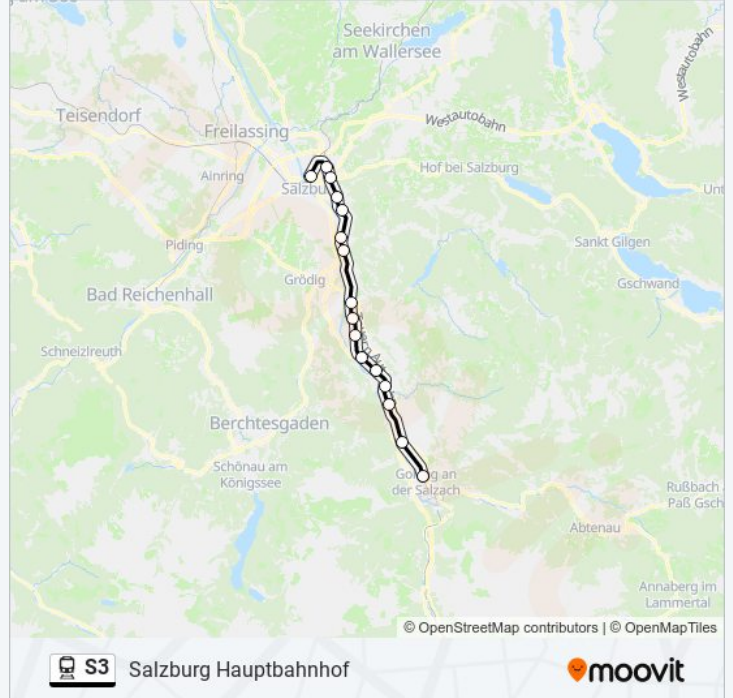 Seekirchen
am Wallersee
Westautobahn
Teisendorf
Freilassing
Westautobahn
Ainring
Hof bei Salzburg
Salzbu
Unt
Piding
Sankt Gilgen
Grödig
Gschwand
Bad Reichenhall
Schneizlreuth
Berchtesgaden
Schönau am
Königssee
Gol g an
der Salzach
Rußbach
Paß Gsch
Abtenau
Annaberg im
Lammertal
© OpenStreetMap contributors | © OpenMapTiles
S3 Salzburg Hauptbahnhof
moovit